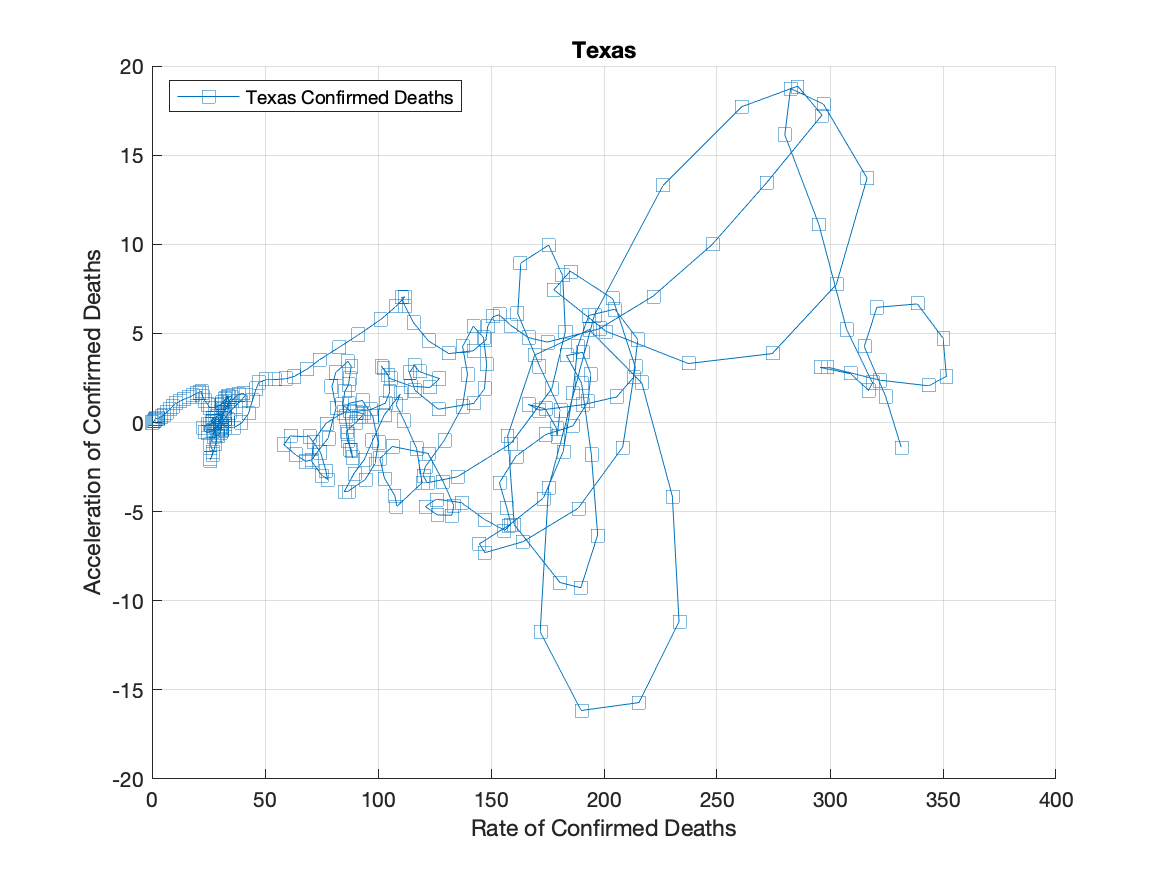 Texas
Texas Confirmed Deaths
20
15
10
5
0
-5
-10
-15
-20
Acceleration of Confirmed Deaths
0 50 100 150 200 250 300 350 400
Rate of Confirmed Deaths